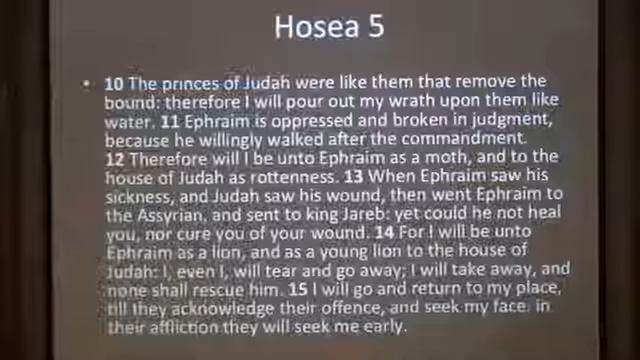 Hosea 5
• 10 The princes of Judah were like them that remove the
bound: therefore I will pour out my wrath upon them like
water. 11 Ephraim is oppressed and broken in judgment,
because he willingly walked after the commandment.
12 Therefore will I be unto Ephraim as a moth, and to the
house of Judah as rottenness. 13 When Ephraim saw his
sickness, and Judah saw his wound, then went Ephraim to
the Assyrian, and sent to king Jareb: yet could he not heal
you, nor cure you of your wound. 14 For I will be unto
Ephraim as a lion, and as a young lion to the house of
Judah: I, even I, will tear and go away; I will take away, and
none shall rescue him. 15 I will go and return to my place,
till they acknowledge their offence, and seek my face: in
their affliction they will seek me early.